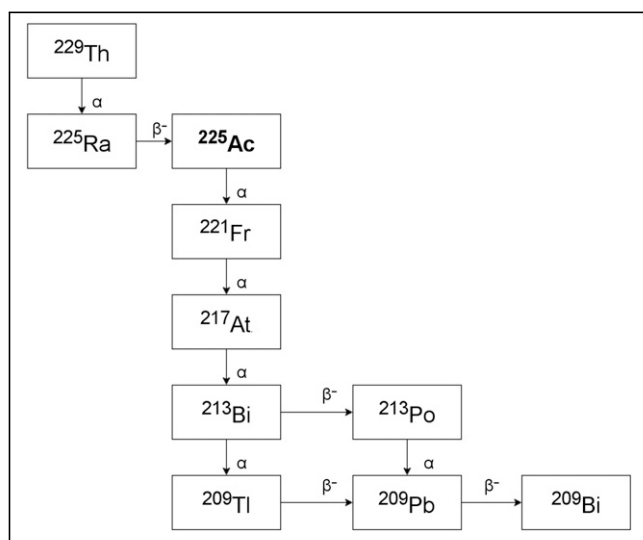 ²²⁹Th
α
²²⁵Ra
β⁻
²²⁵Ac
α
²²¹Fr
α
²¹⁷At
α
²¹³Bi
β⁻
²¹³Po
α
α
²⁰⁹Tl
β⁻
²⁰⁹Pb
β⁻
²⁰⁹Bi